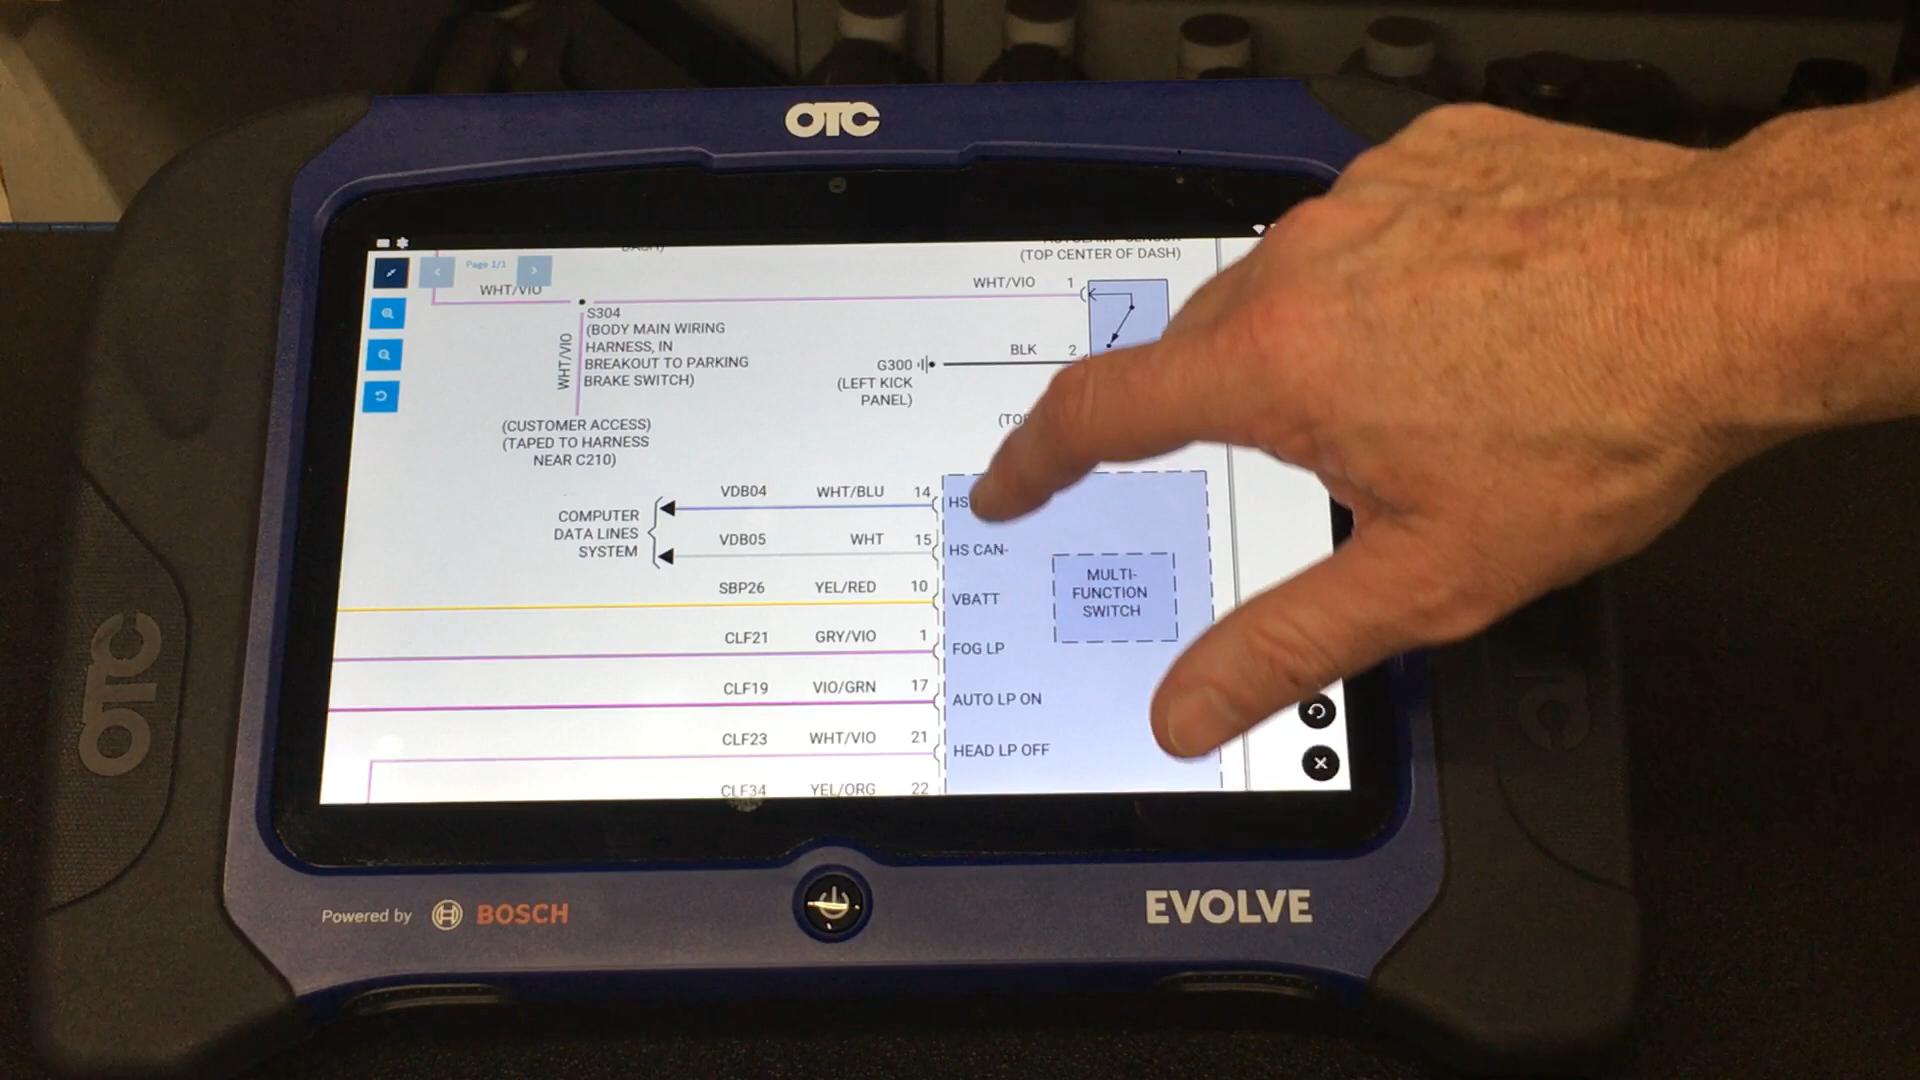 OTC
(TOP CENTER OF DASH)
Page 1/1
WHT/VIO
WHT/VIO 1
S304
(BODY MAIN WIRING
HARNESS, IN
BREAKOUT TO PARKING
BRAKE SWITCH)
WHT/VIO
BLK 2
G300
(LEFT KICK
PANEL)
(CUSTOMER ACCESS)
(TAPED TO HARNESS
NEAR C210)
COMPUTER
DATA LINES
SYSTEM
VDB04 WHT/BLU 14 HS
VDB05 WHT 15 HS CAN-
SBP26 YEL/RED 10 VBATT
CLF21 GRY/VIO 1 FOG LP
CLF19 VIO/GRN 17 AUTO LP ON
CLF23 WHT/VIO 21 HEAD LP OFF
CLF34 YEL/ORG 22
MULTI-
FUNCTION
SWITCH
OTC
OTC
Powered by BOSCH
EVOLVE